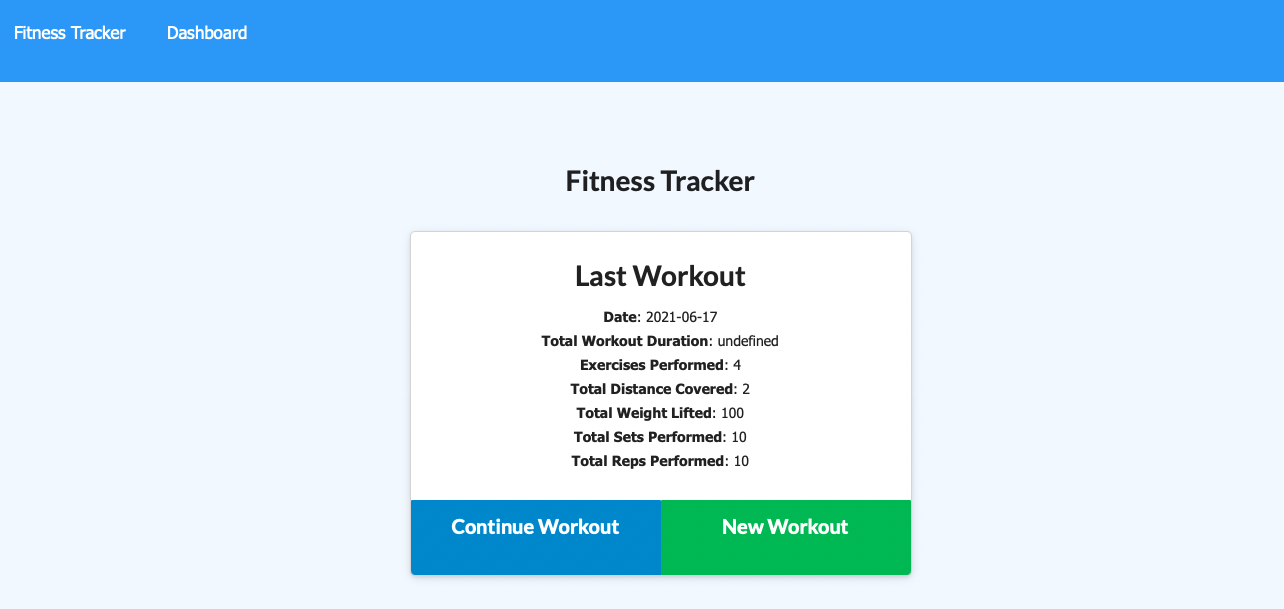 Fitness Tracker Dashboard
Fitness Tracker
Last Workout
Date: 2021-06-17
Total Workout Duration: undefined
Exercises Performed: 4
Total Distance Covered: 2
Total Weight Lifted: 100
Total Sets Performed: 10
Total Reps Performed: 10
Continue Workout New Workout